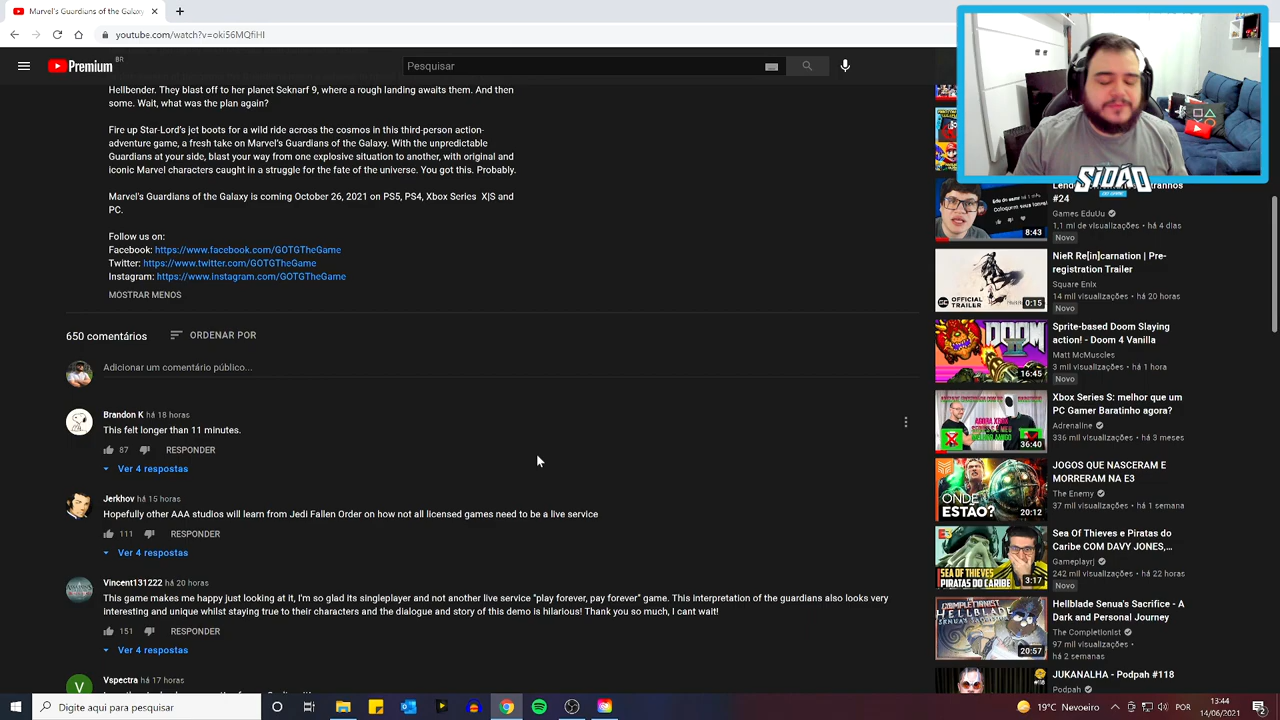 Marvel's Guardians of the Galaxy
youtube.com/watch?v=oki56MQfiHI
Premium BR
Pesquisar
Hellbender. They blast off to her planet Seknarf 9, where a rough landing awaits them. And then
some. Wait, what was the plan again?
Fire up Star-Lord's jet boots for a wild ride across the cosmos in this third-person action-
adventure game, a fresh take on Marvel's Guardians of the Galaxy. With the unpredictable
Guardians at your side, blast your way from one explosive situation to another, with original and
iconic Marvel characters caught in a struggle for the fate of the universe. You got this. Probably.
Marvel's Guardians of the Galaxy is coming October 26, 2021 on PS5, PS4, Xbox Series X|S and
PC.
Follow us on:
Facebook: https://www.facebook.com/GOTGTheGame
Twitter: https://www.twitter.com/GOTGTheGame
Instagram: https://www.instagram.com/GOTGTheGame
MOSTRAR MENOS
650 comentários
ORDENAR POR
Adicionar um comentário público...
Brandon K há 18 horas
This felt longer than 11 minutes.
87 RESPONDER
Ver 4 respostas
Jerkhov há 15 horas
Hopefully other AAA studios will learn from Jedi Fallen Order on how not all licensed games need to be a live service
111 RESPONDER
Ver 4 respostas
Vincent131222 há 20 horas
This game makes me happy just looking at it, I'm so glad its singleplayer and not another live service "play forever, pay forever" game. This interpretation of the guardians also looks very
interesting and unique whilst staying true to their characters and the dialogue and story of this demo is hilarious! Thank you so much, I cant wait!
151 RESPONDER
Ver 4 respostas
V
Vspectra há 17 horas
SIDÃO
#24
Games EduUu
1,1 mi de visualizações • há 4 dias
Novo
8:43
NieR Re[in]carnation | Pre-
registration Trailer
Square Enix
14 mil visualizações • há 20 horas
Novo
OFFICIAL
TRAILER
0:15
Sprite-based Doom Slaying
action! - Doom 4 Vanilla
Matt McMuscles
3 mil visualizações • há 1 hora
Novo
DOOM
16:45
Xbox Series S: melhor que um
PC Gamer Baratinho agora?
Adrenaline
336 mil visualizações • há 3 meses
36:40
JOGOS QUE NASCERAM E
MORRERAM NA E3
The Enemy
37 mil visualizações • há 1 semana
ONDE
ESTÃO?
20:12
Sea Of Thieves e Piratas do
Caribe COM DAVY JONES,...
Gameplayrj
242 mil visualizações • há 22 horas
Novo
SEA OF THIEVES
PIRATAS DO CARIBE
3:17
Hellblade Senua's Sacrifice - A
Dark and Personal Journey
The Completionist
97 mil visualizações •
há 2 semanas
HELLBLADE
20:57
JUKANALHA - Podpah #118
Podpah
Digite aqui para pesquisar
19°C Nevoeiro
POR
13:44
14/06/2021